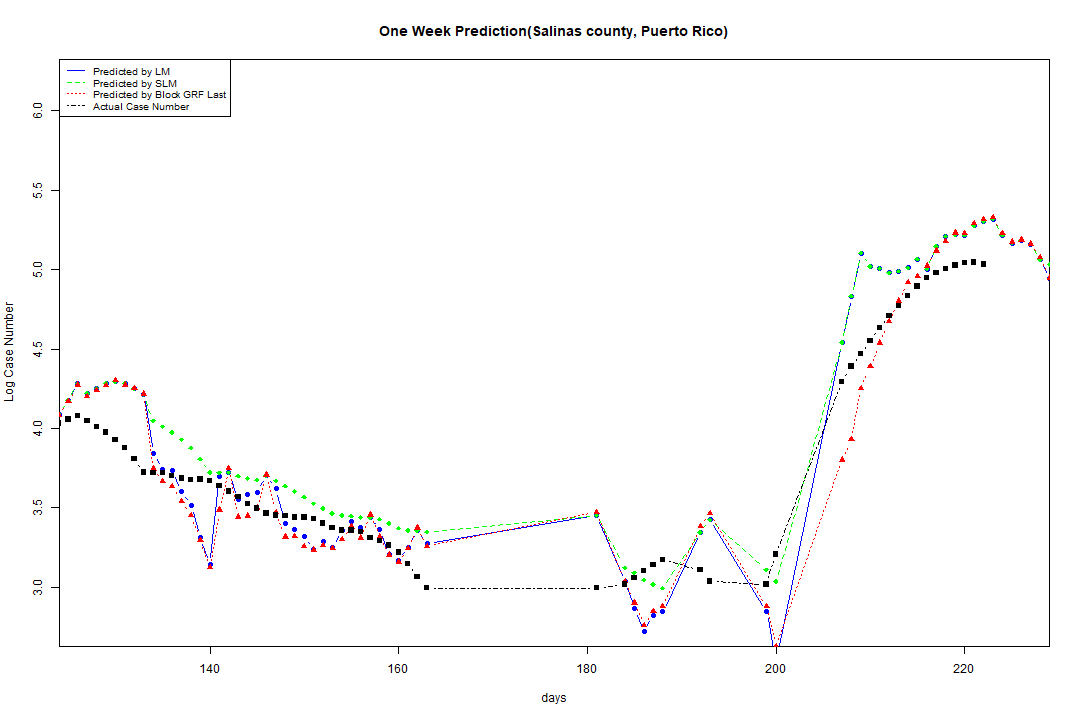 One Week Prediction(Salinas county, Puerto Rico)
Predicted by LM
Predicted by SLM
Predicted by Block GRF Last
Actual Case Number
6.0
5.5
5.0
4.5
4.0
3.5
3.0
Log Case Number
140 160 180 200 220
days